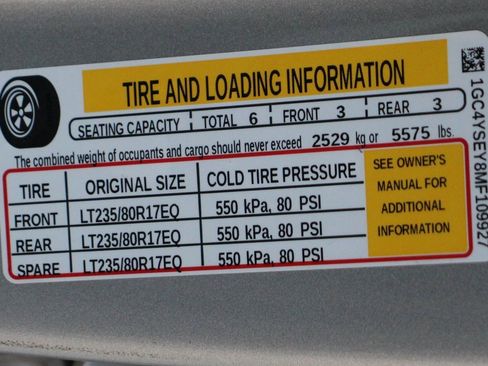 TIRE AND LOADING INFORMATION
SEATING CAPACITY TOTAL 6 FRONT 3 REAR 3
The combined weight of occupants and cargo should never exceed 2529 kg or 5575 lbs.
TIRE ORIGINAL SIZE COLD TIRE PRESSURE
FRONT LT235/80R17EQ 550 kPa, 80 PSI
REAR LT235/80R17EQ 550 kPa, 80 PSI
SPARE LT235/80R17EQ 550 kPa, 80 PSI
SEE OWNER'S
MANUAL FOR
ADDITIONAL
INFORMATION
1GC4YSEY8MF109927